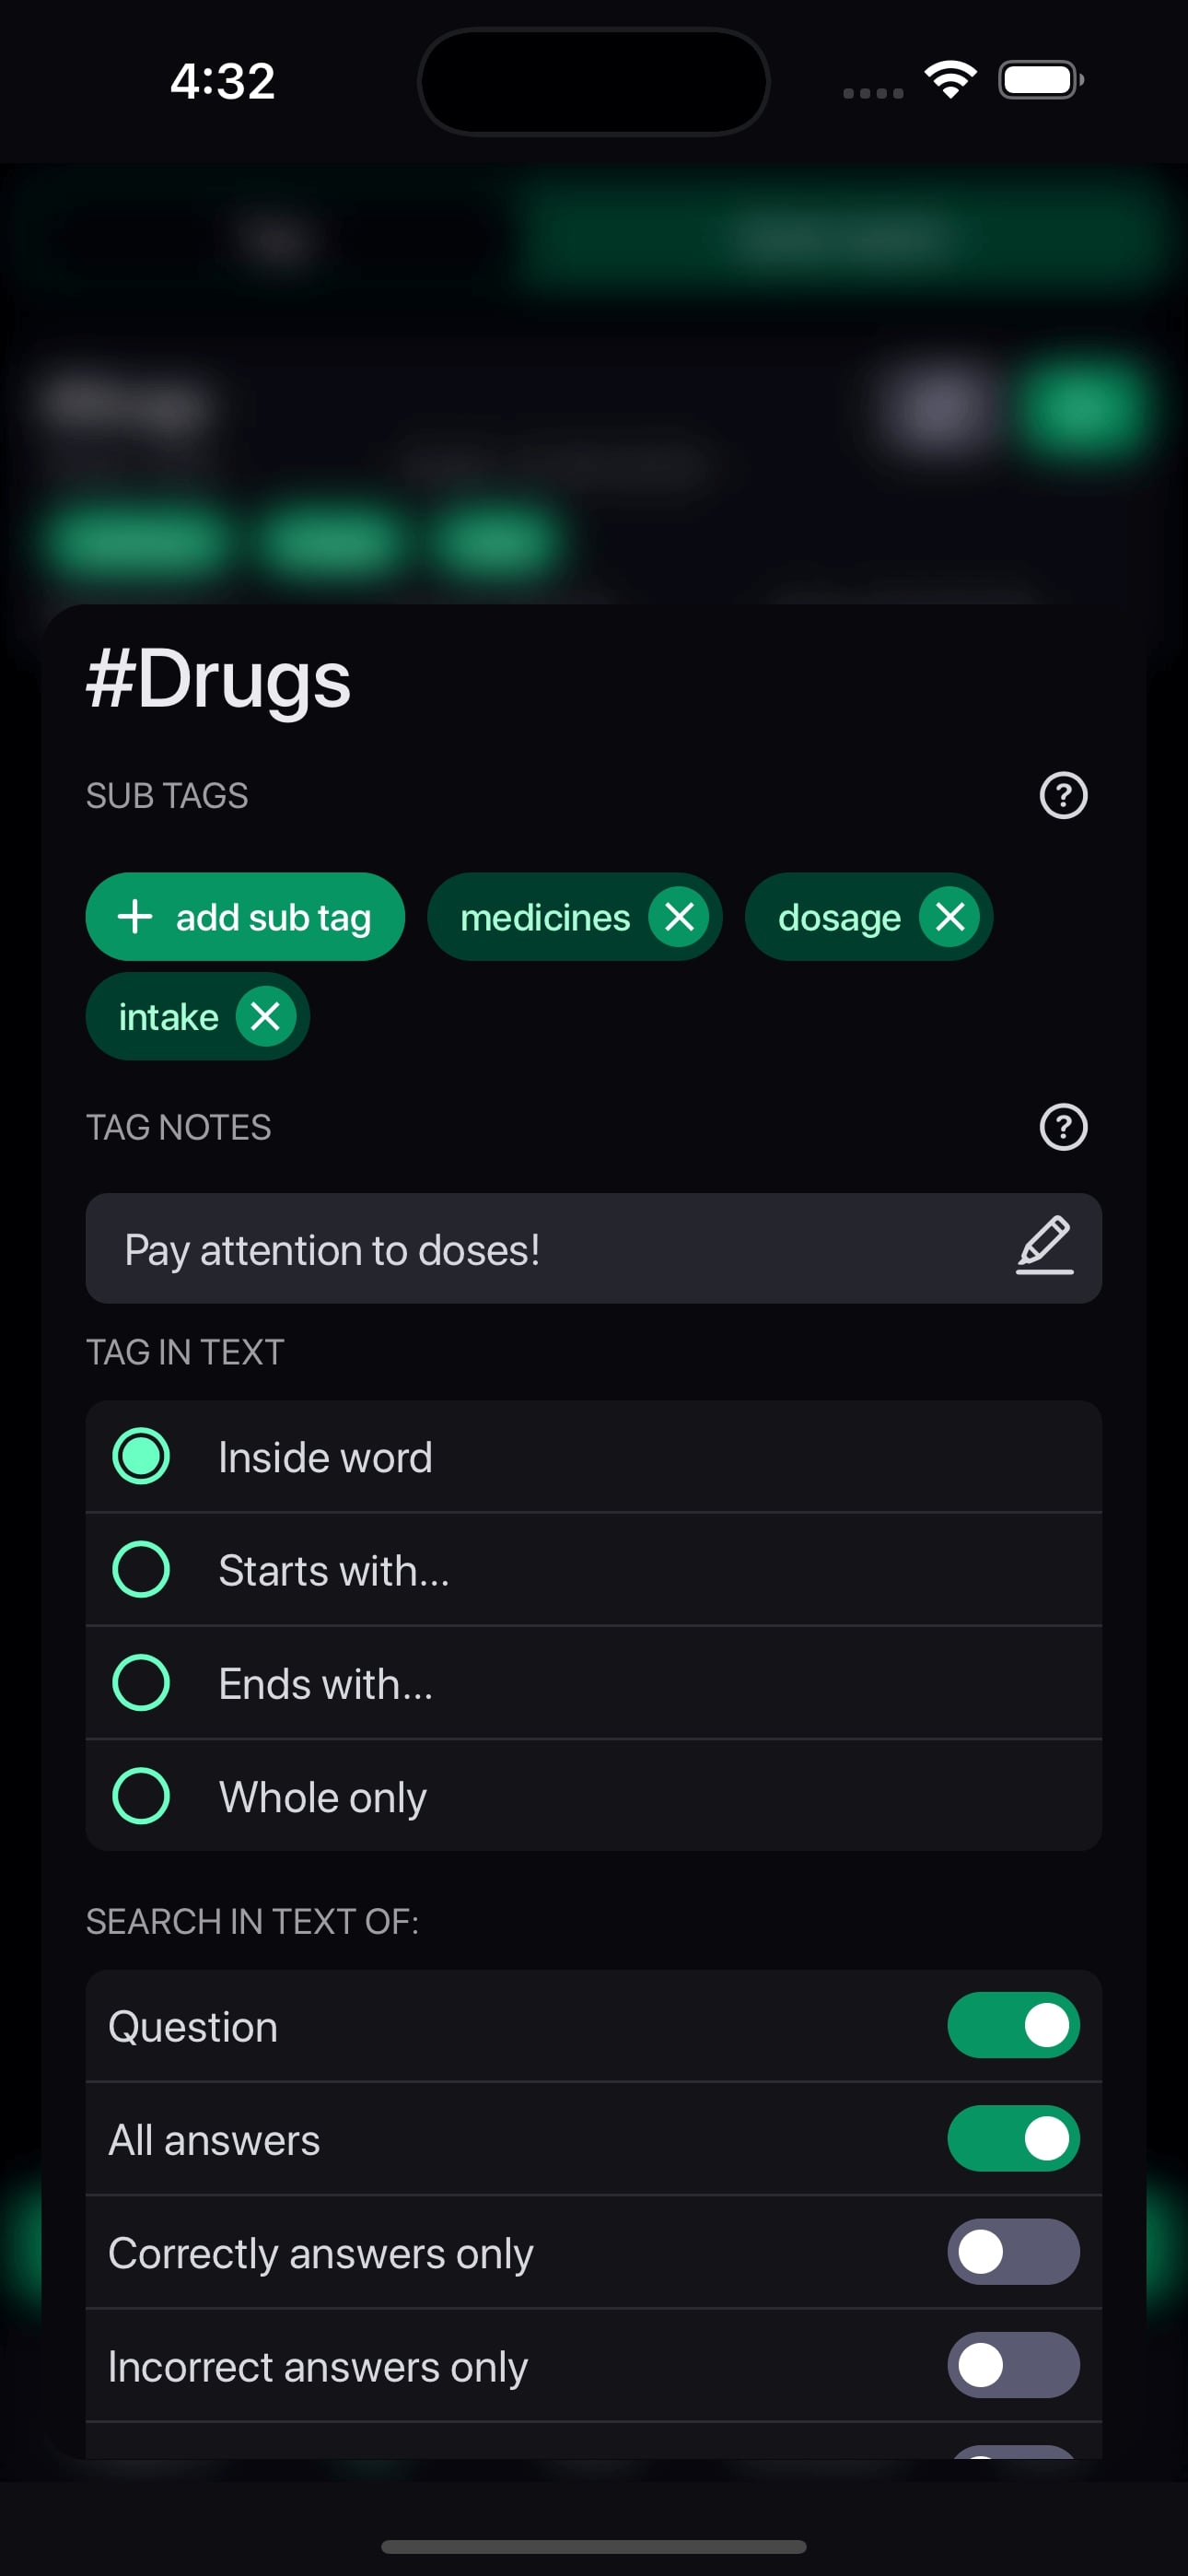 4:32
#Drugs
SUB TAGS
?
+ add sub tag
medicines
dosage
intake
TAG NOTES
?
Pay attention to doses!
TAG IN TEXT
Inside word
Starts with...
Ends with...
Whole only
SEARCH IN TEXT OF:
Question
All answers
Correctly answers only
Incorrect answers only